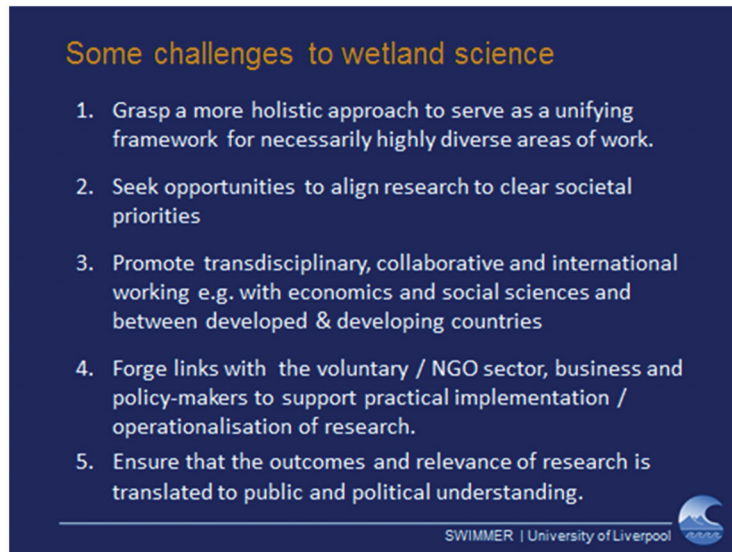 Some challenges to wetland science
1. Grasp a more holistic approach to serve as a unifying
framework for necessarily highly diverse areas of work.
2. Seek opportunities to align research to clear societal
priorities
3. Promote transdisciplinary, collaborative and international
working e.g. with economics and social sciences and
between developed & developing countries
4. Forge links with the voluntary / NGO sector, business and
policy-makers to support practical implementation /
operationalisation of research.
5. Ensure that the outcomes and relevance of research is
translated to public and political understanding.
SWIMMER | University of Liverpool